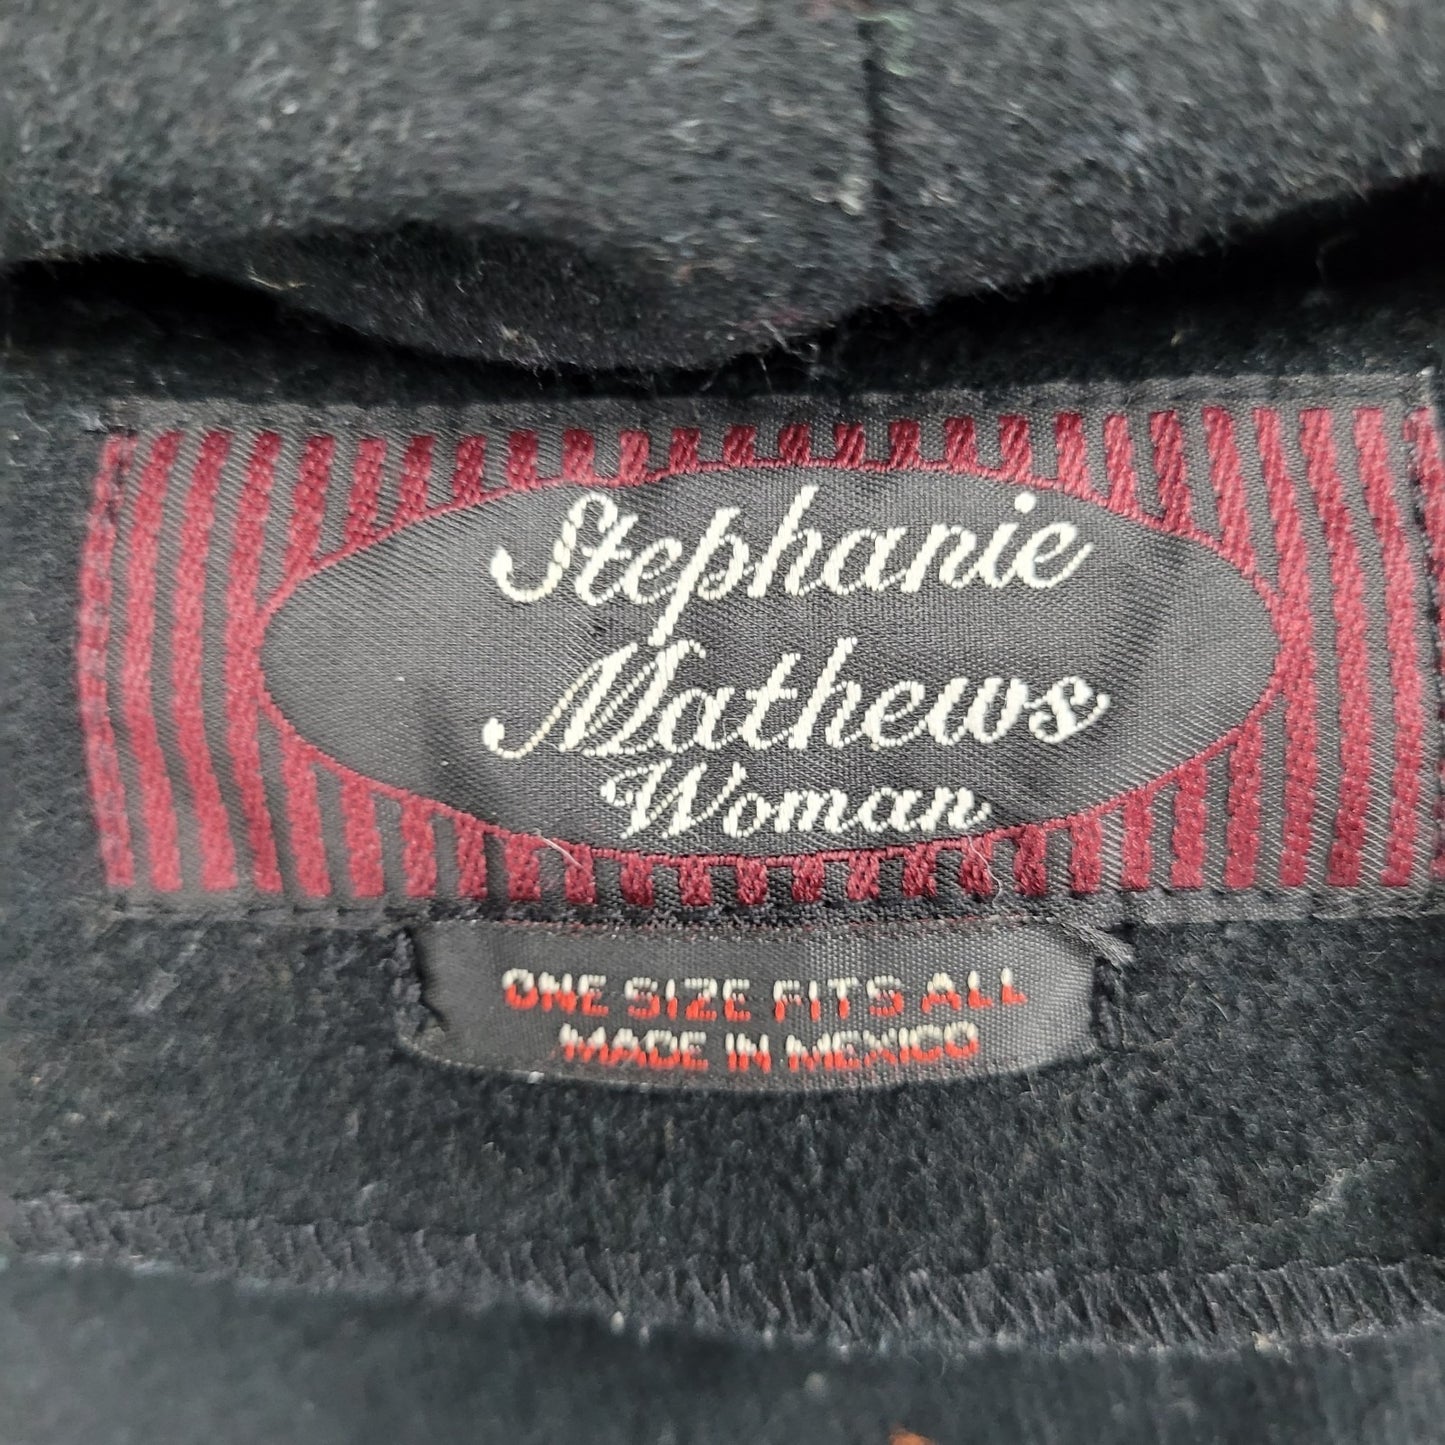 Stephanie
Mathews
Woman
ONE SIZE FITS ALL
MADE IN MEXICO